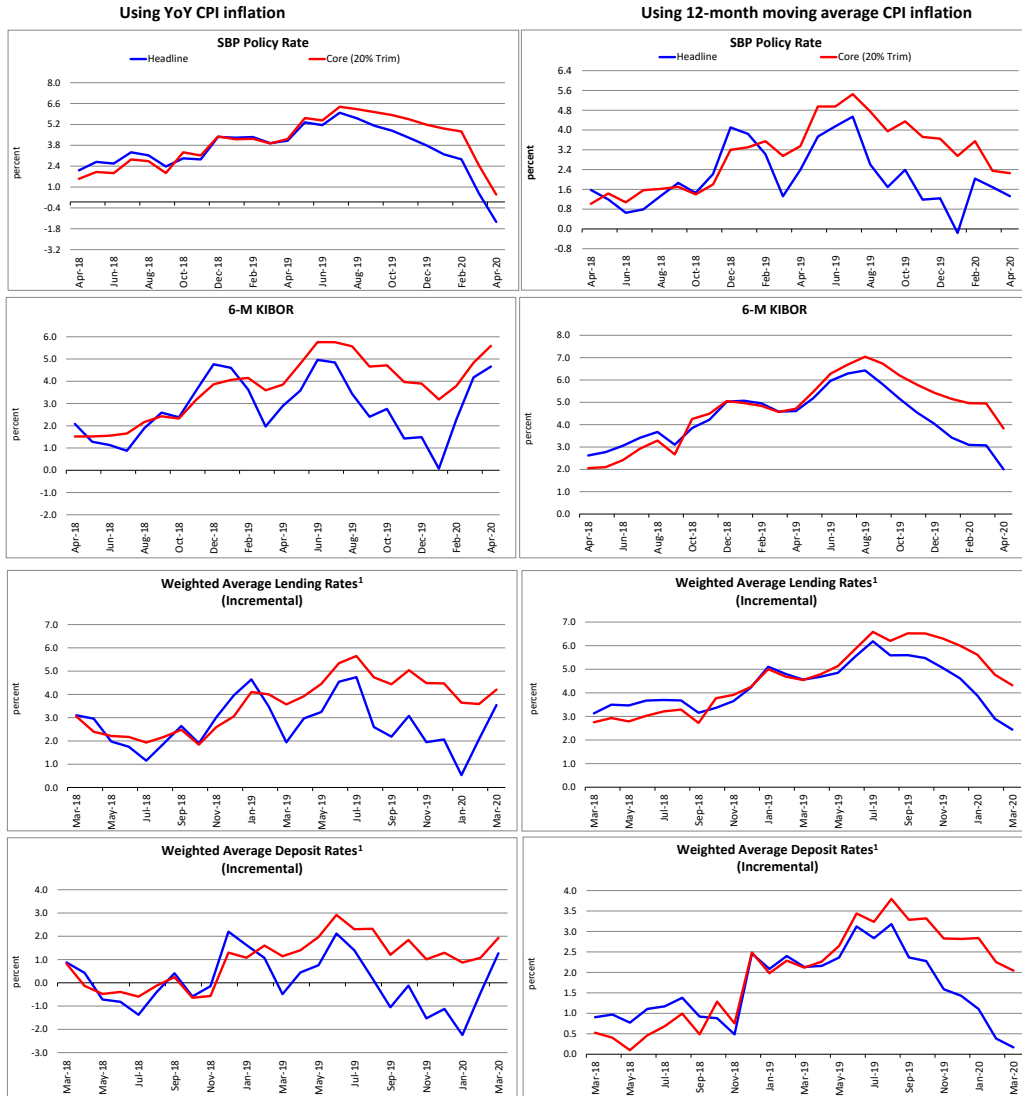 Using YoY CPI inflation
Using 12-month moving average CPI inflation
SBP Policy Rate
Headline
Core (20% Trim)
8.0
6.6
5.2
3.8
2.4
1.0
-0.4
-1.8
-3.2
percent
Apr-18
Jun-18
Aug-18
Oct-18
Dec-18
Feb-19
Apr-19
Jun-19
Aug-19
Oct-19
Dec-19
Feb-20
Apr-20
SBP Policy Rate
Headline
Core (20% Trim)
6.4
5.6
4.8
4.0
3.2
2.4
1.6
0.8
0.0
-0.8
percent
Apr-18
Jun-18
Aug-18
Oct-18
Dec-18
Feb-19
Apr-19
Jun-19
Aug-19
Oct-19
Dec-19
Feb-20
Apr-20
6-M KIBOR
6.0
5.0
4.0
3.0
2.0
1.0
0.0
-1.0
-2.0
percent
Apr-18
Jun-18
Aug-18
Oct-18
Dec-18
Feb-19
Apr-19
Jun-19
Aug-19
Oct-19
Dec-19
Feb-20
Apr-20
6-M KIBOR
8.0
7.0
6.0
5.0
4.0
3.0
2.0
1.0
0.0
percent
Apr-18
Jun-18
Aug-18
Oct-18
Dec-18
Feb-19
Apr-19
Jun-19
Aug-19
Oct-19
Dec-19
Feb-20
Apr-20
Weighted Average Lending Rates¹
(Incremental)
7.0
6.0
5.0
4.0
3.0
2.0
1.0
0.0
percent
Mar-18
May-18
Jul-18
Sep-18
Nov-18
Jan-19
Mar-19
May-19
Jul-19
Sep-19
Nov-19
Jan-20
Mar-20
Weighted Average Lending Rates¹
(Incremental)
7.0
6.0
5.0
4.0
3.0
2.0
1.0
0.0
percent
Mar-18
May-18
Jul-18
Sep-18
Nov-18
Jan-19
Mar-19
May-19
Jul-19
Sep-19
Nov-19
Jan-20
Mar-20
Weighted Average Deposit Rates¹
(Incremental)
4.0
3.0
2.0
1.0
0.0
-1.0
-2.0
-3.0
percent
Mar-18
May-18
Jul-18
Sep-18
Nov-18
Jan-19
Mar-19
May-19
Jul-19
Sep-19
Nov-19
Jan-20
Mar-20
Weighted Average Deposit Rates¹
(Incremental)
4.0
3.5
3.0
2.5
2.0
1.5
1.0
0.5
0.0
percent
Mar-18
May-18
Jul-18
Sep-18
Nov-18
Jan-19
Mar-19
May-19
Jul-19
Sep-19
Nov-19
Jan-20
Mar-20